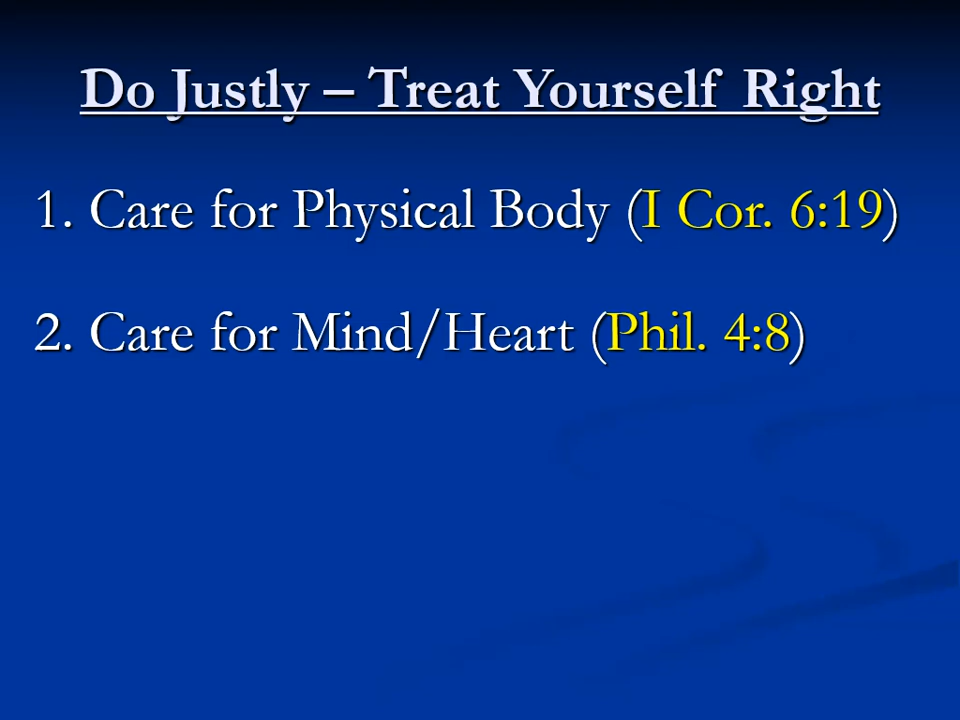 Do Justly – Treat Yourself Right
1. Care for Physical Body (I Cor. 6:19)
2. Care for Mind/Heart (Phil. 4:8)